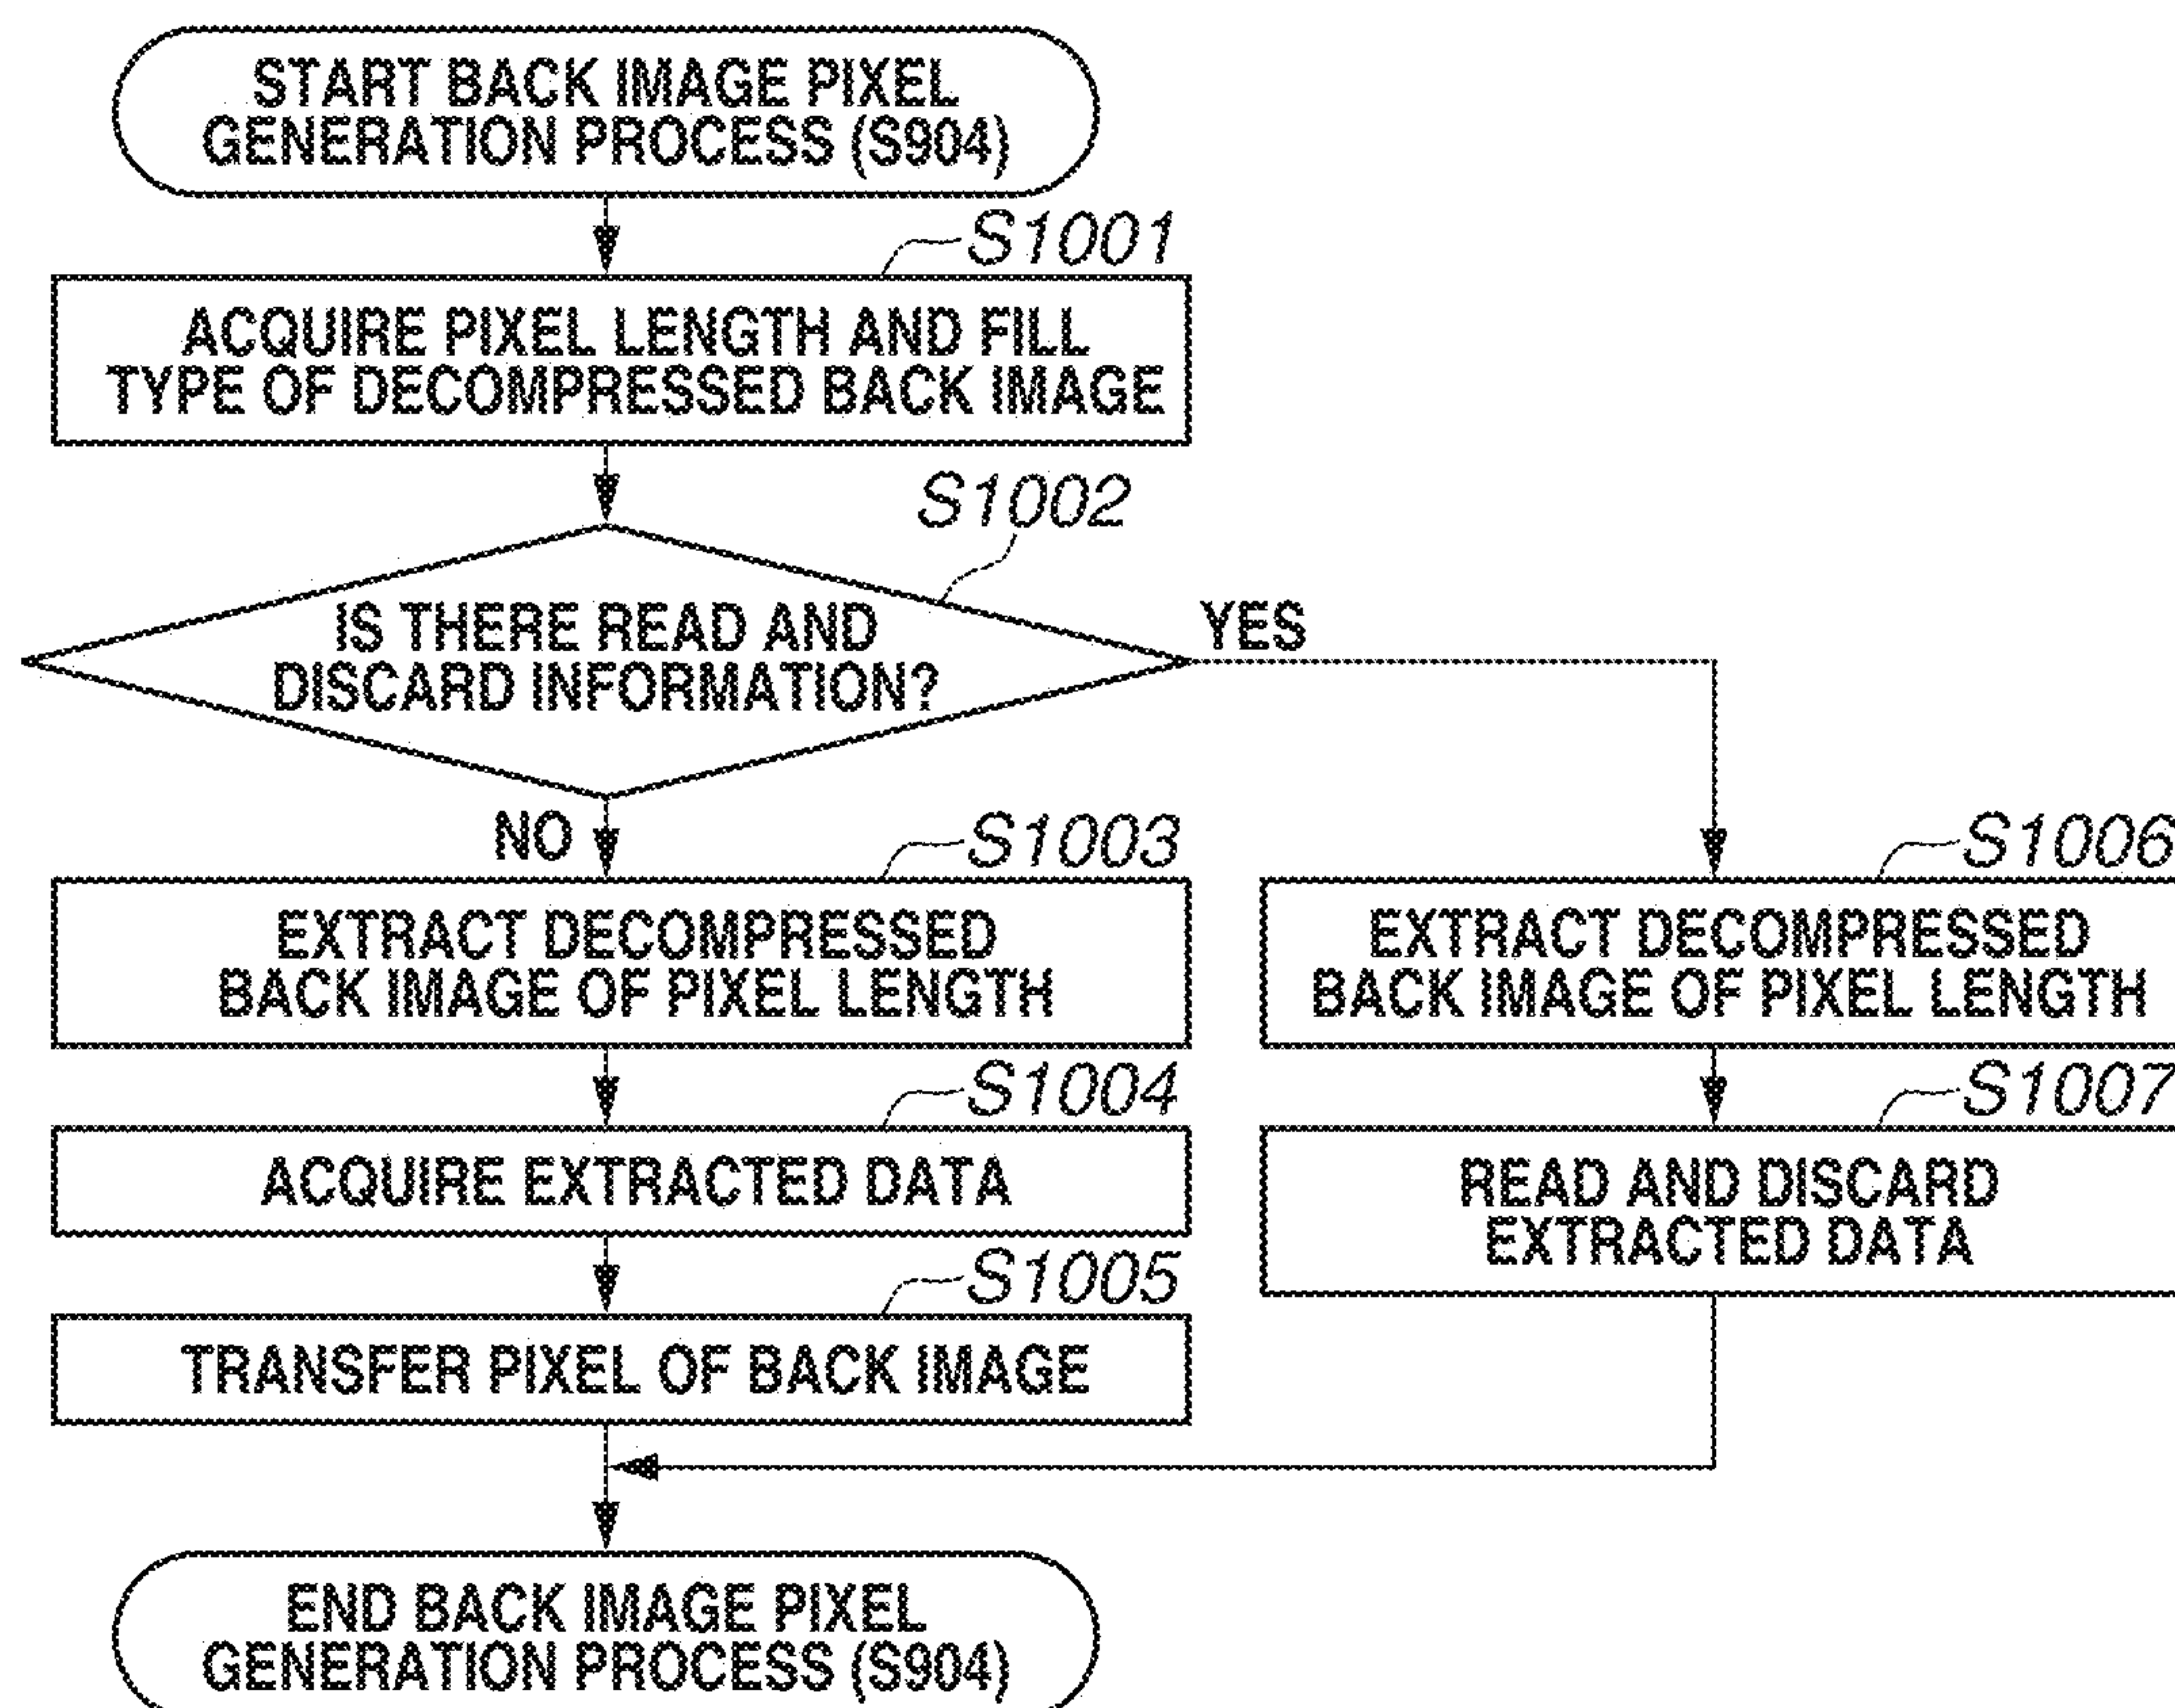 START BACK IMAGE PIXEL
GENERATION PROCESS (S904)
S1001
ACQUIRE PIXEL LENGTH AND FILL
TYPE OF DECOMPRESSED BACK IMAGE
S1002
IS THERE READ AND
DISCARD INFORMATION?
YES
NO
S1003
EXTRACT DECOMPRESSED
BACK IMAGE OF PIXEL LENGTH
S1004
ACQUIRE EXTRACTED DATA
S1005
TRANSFER PIXEL OF BACK IMAGE
S1006
EXTRACT DECOMPRESSED
BACK IMAGE OF PIXEL LENGTH
S1007
READ AND DISCARD
EXTRACTED DATA
END BACK IMAGE PIXEL
GENERATION PROCESS (S904)